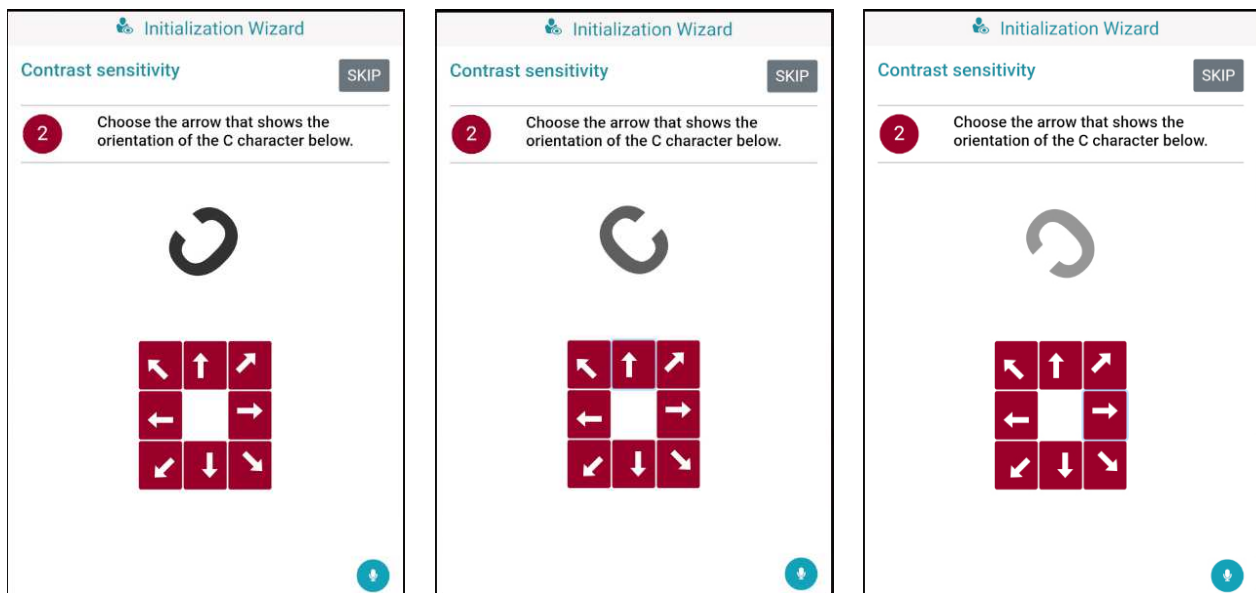 Initialization Wizard
Contrast sensitivity
SKIP
2
Choose the arrow that shows the
orientation of the C character below.
C
Initialization Wizard
Contrast sensitivity
SKIP
2
Choose the arrow that shows the
orientation of the C character below.
C
Initialization Wizard
Contrast sensitivity
SKIP
2
Choose the arrow that shows the
orientation of the C character below.
C